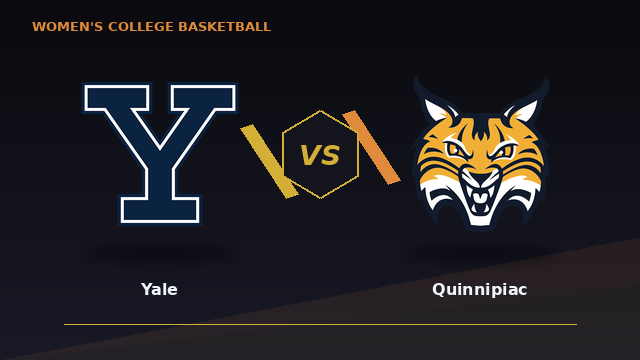 WOMEN'S COLLEGE BASKETBALL
Y
VS
Yale
Quinnipiac